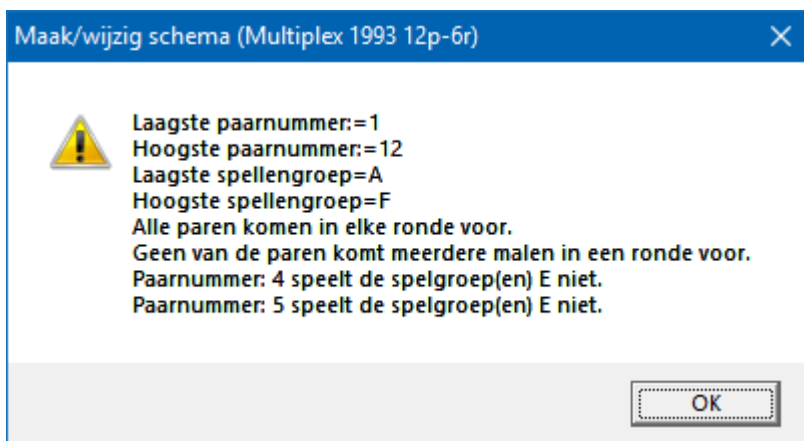 Maak/wijzig schema (Multiplex 1993 12p-6r)
Laagste paarnummer:=1
Hoogste paarnummer:=12
Laagste spellengroep=A
Hoogste spellengroep=F
Alle paren komen in elke ronde voor.
Geen van de paren komt meerdere malen in een ronde voor.
Paarnummer: 4 speelt de spelgroep(en) E niet.
Paarnummer: 5 speelt de spelgroep(en) E niet.
OK